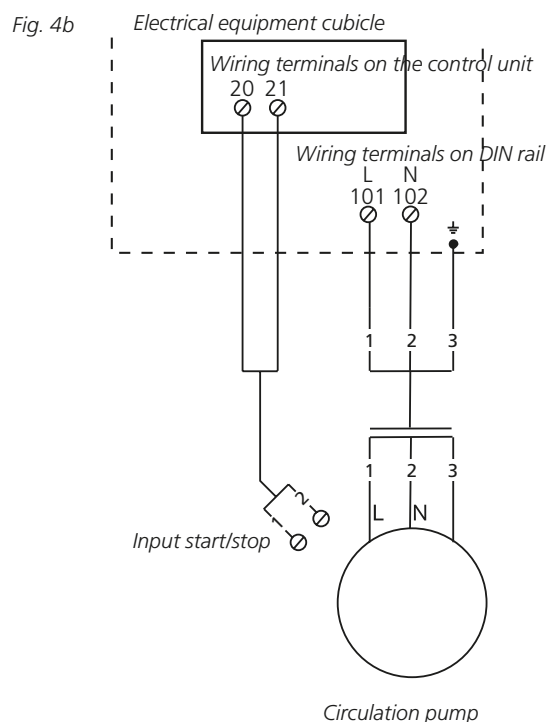 Fig. 4b
Electrical equipment cubicle
Wiring terminals on the control unit
20 21
Wiring terminals on DIN rail
L N
101 102
1 2 3
1 2 3
L N
2
1
Input start/stop
Circulation pump